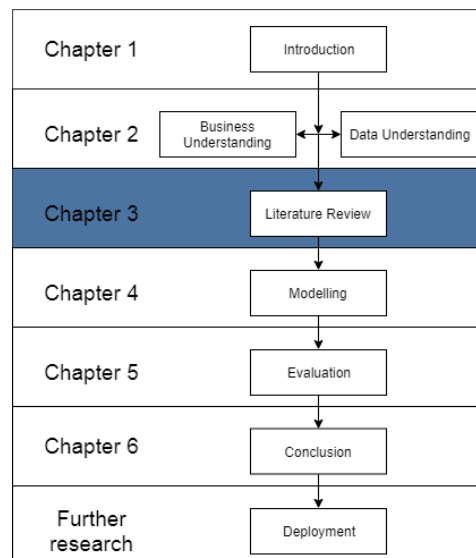 Chapter 1
Introduction
Chapter 2
Business
Understanding
Data Understanding
Chapter 3
Literature Review
Chapter 4
Modelling
Chapter 5
Evaluation
Chapter 6
Conclusion
Further
research
Deployment